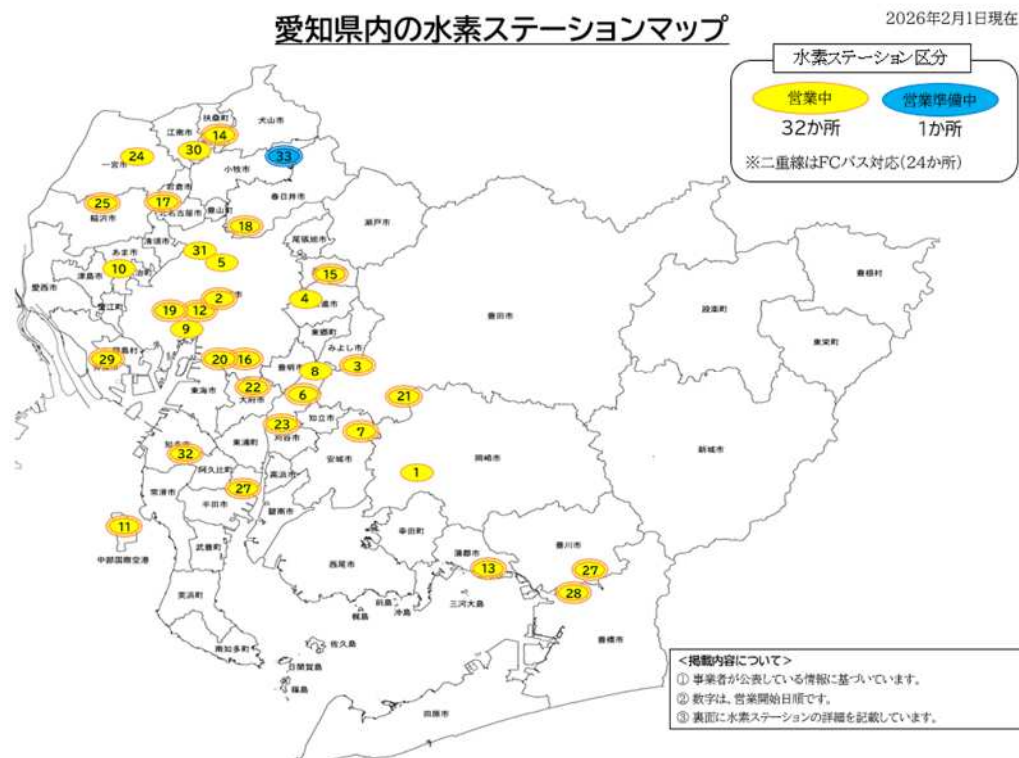 愛知県内の水素ステーションマップ
2026年2月1日現在
水素ステーション区分
営業中
営業準備中
32か所
1か所
※二重線はFCバス対応(24か所)
扶桑町
犬山市
江南市
14
30
24
一宮市
33
小牧市
岩倉市
25
17
稲沢市
北名古屋市
豊山町
春日井市
18
瀬戸市
清須市
尾張旭市
31
5
あま市
10
津島市
15
愛西市
蟹江町
2
4
19
12
9
東郷町
豊田市
設楽町
豊根村
東栄町
みよし市
29
20
16
豊明市
8
3
東海市
22
大府市
6
21
23
知立市
刈谷市
7
東浦町
安城市
32
岡崎市
新城市
阿久比町
高浜市
1
常滑市
27
半田市
碧南市
11
中部国際空港
武豊町
幸田町
豊川市
西尾市
蒲郡市
13
27
28
美浜町
三河大島
前島
沖島
梶島
豊橋市
南知多町
佐久島
日間賀島
篠島
田原市
<掲載内容について>
① 事業者が公表している情報に基づいています。
② 数字は、営業開始日順です。
③ 裏面に水素ステーションの詳細を記載しています。